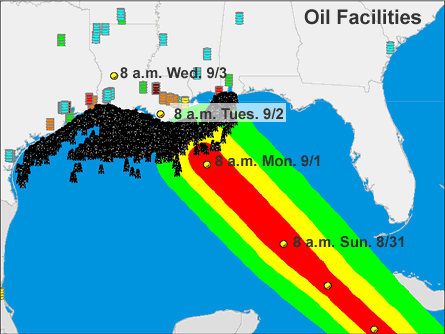 Oil Facilities
8 a.m. Wed. 9/3
8 a.m. Tues. 9/2
8 a.m. Mon. 9/1
8 a.m. Sun. 8/31